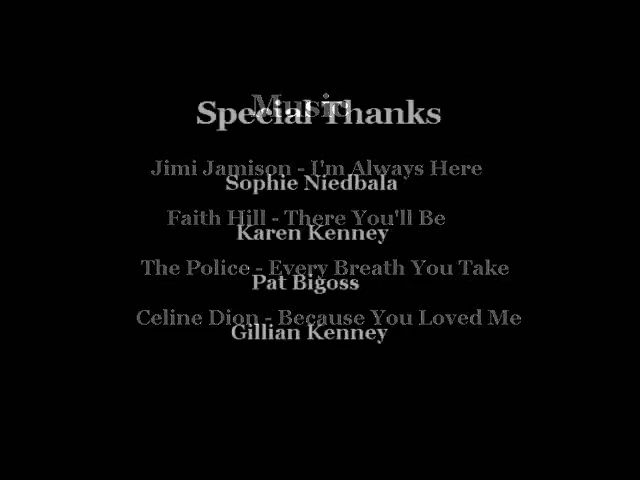 Music
Special Thanks
Jimi Jamison - I'm Always Here
Sophie Niedbala
Faith Hill - There You'll Be
Karen Kenney
The Police - Every Breath You Take
Pat Bigoss
Celine Dion - Because You Loved Me
Gillian Kenney